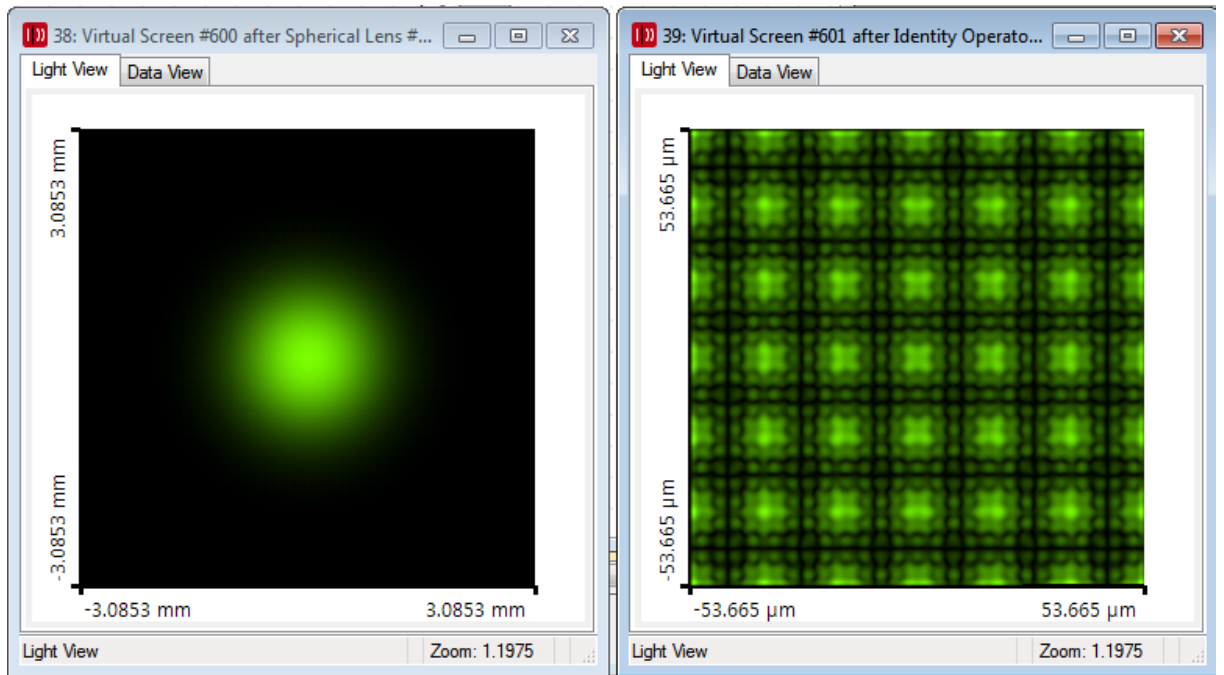 38: Virtual Screen #600 after Spherical Lens #...
Light View
Data View
3.0853 mm
-3.0853 mm
-3.0853 mm
3.0853 mm
Light View
Zoom: 1.1975
39: Virtual Screen #601 after Identity Operato...
Light View
Data View
53.665 µm
-53.665 µm
-53.665 µm
53.665 µm
Light View
Zoom: 1.1975